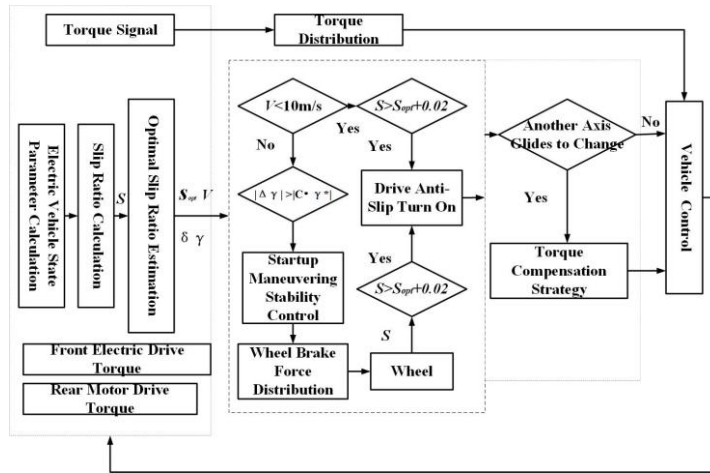 Torque Signal
Torque
Distribution
Electric Vehicle State
Parameter Calculation
Slip Ratio Calculation
S
Optimal Slip Ratio Estimation
Sopt V
δ γ
Front Electric Drive
Torque
Rear Motor Drive
Torque
V<10m/s
Yes
No
S>Sopt+0.02
Yes
|Δγ|>|C•γ*|
Drive Anti-
Slip Turn On
Startup
Maneuvering
Stability
Control
Yes
S>Sopt+0.02
S
Wheel Brake
Force
Distribution
Wheel
Another Axis
Glides to Change
No
Yes
Torque
Compensation
Strategy
Vehicle
Control